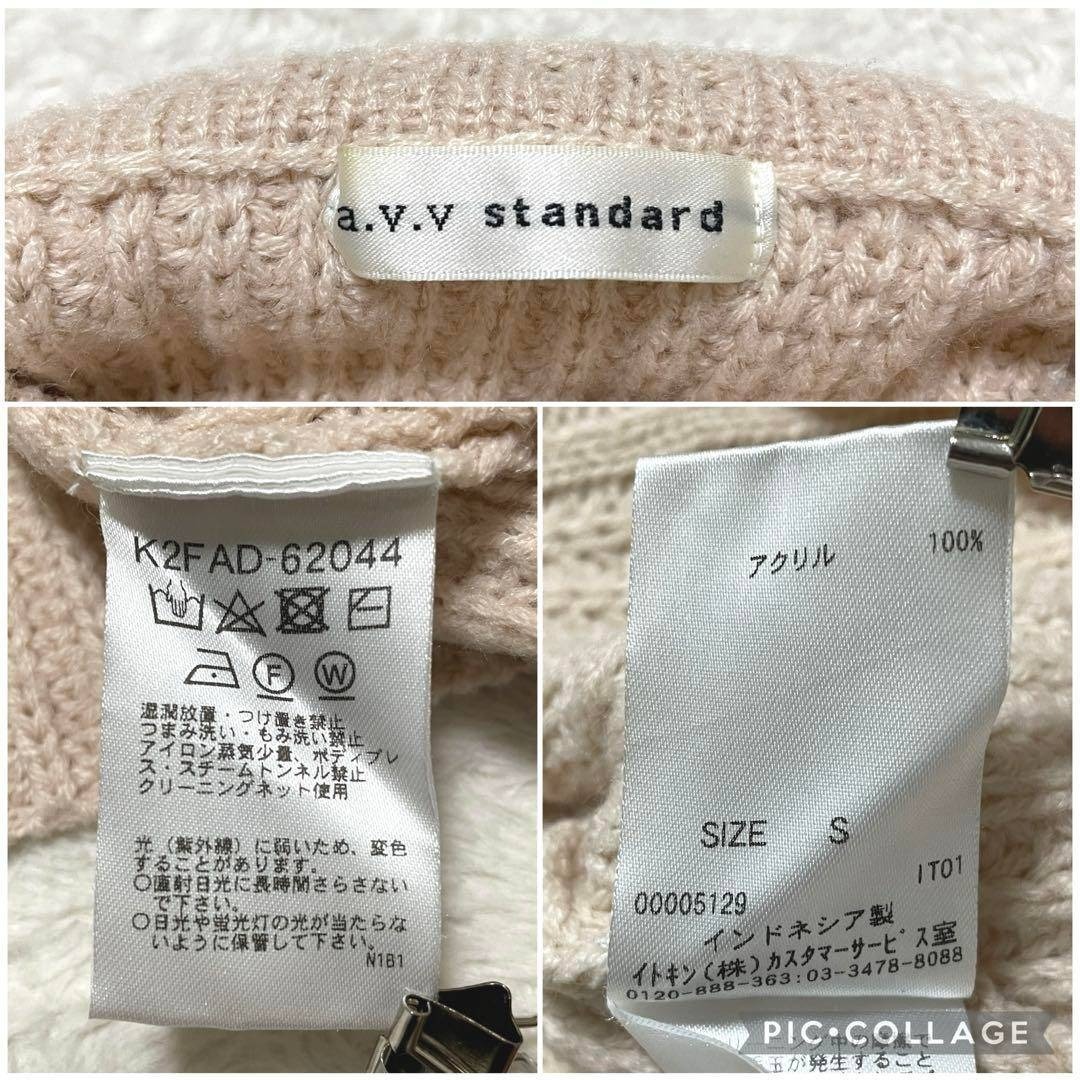 a.v.v standard
K2FAD-62044
F W
湿潤放置・つけ置き禁止
つまみ洗い・もみ洗い禁止
アイロン蒸気少量、ボディプレ
ス・スチームトンネル禁止
クリーニングネット使用
光（紫外線）に弱いため、変色
することがあります。
○直射日光に長時間さらさない
で下さい。
○日光や蛍光灯の光が当たらな
いように保管して下さい。
N1B1
アクリル 100%
SIZE S
IT01
00005129
インドネシア製
イトキン(株)カスタマーサービス室
0120-888-363:03-3478-8088
玉が発生すること
PIC•COLLAGE